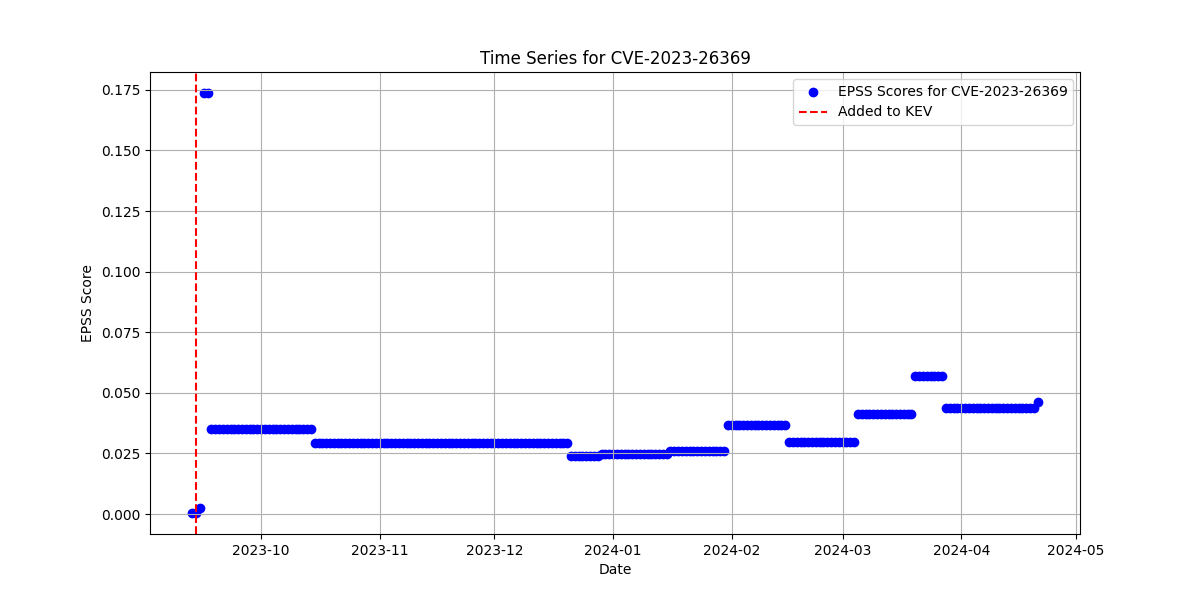 Time Series for CVE-2023-26369
EPSS Scores for CVE-2023-26369
Added to KEV
EPSS Score
0.175
0.150
0.125
0.100
0.075
0.050
0.025
0.000
2023-10 2023-11 2023-12 2024-01 2024-02 2024-03 2024-04 2024-05
Date